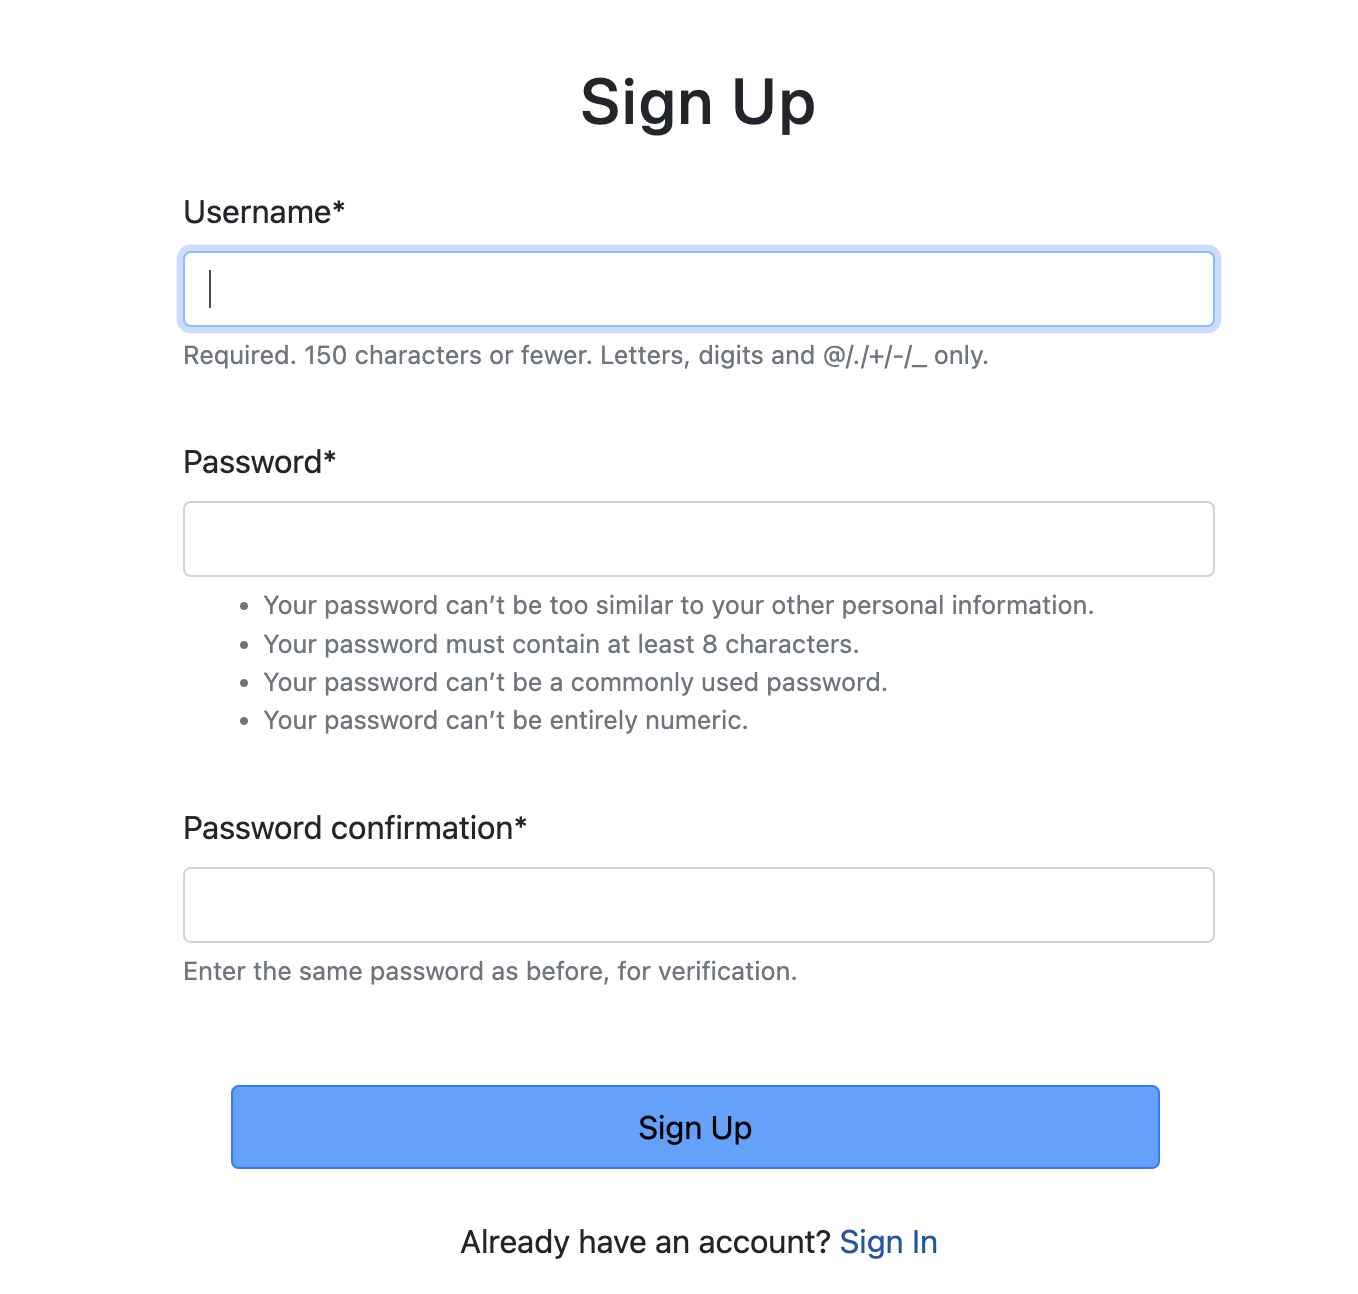 Sign Up
Username*
Required. 150 characters or fewer. Letters, digits and @/./+/-/_ only.
Password*
• Your password can’t be too similar to your other personal information.
• Your password must contain at least 8 characters.
• Your password can’t be a commonly used password.
• Your password can’t be entirely numeric.
Password confirmation*
Enter the same password as before, for verification.
Sign Up
Already have an account? Sign In